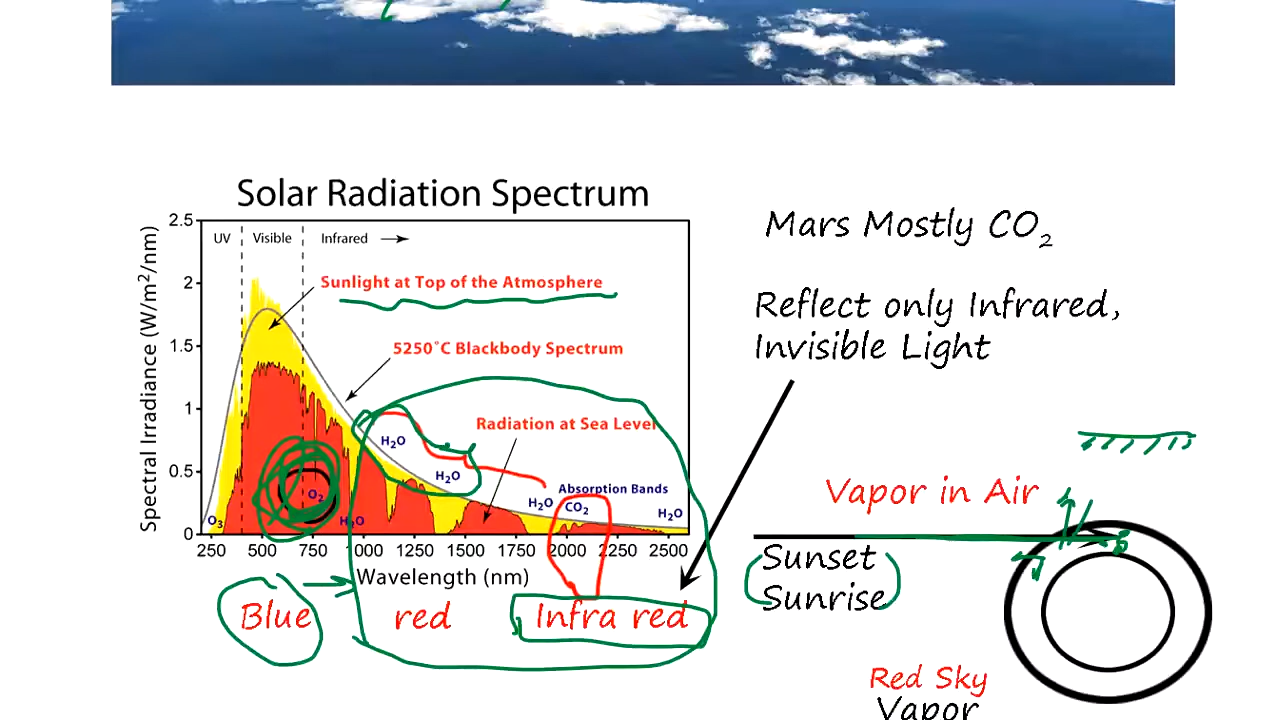 Solar Radiation Spectrum
Spectral Irradiance (W/m²/nm)
2.5
2
1.5
1
0.5
0
UV
Visible
Infrared
Sunlight at Top of the Atmosphere
5250°C Blackbody Spectrum
Radiation at Sea Level
H₂O
H₂O
Absorption Bands
H₂O
CO₂
H₂O
O₂
O₃
H₂O
250 500 750 1000 1250 1500 1750 2000 2250 2500
Wavelength (nm)
Blue
red
Infra red
Mars Mostly CO₂
Reflect only Infrared,
Invisible Light
Vapor in Air
Sunset
Sunrise
Red Sky
Vapor